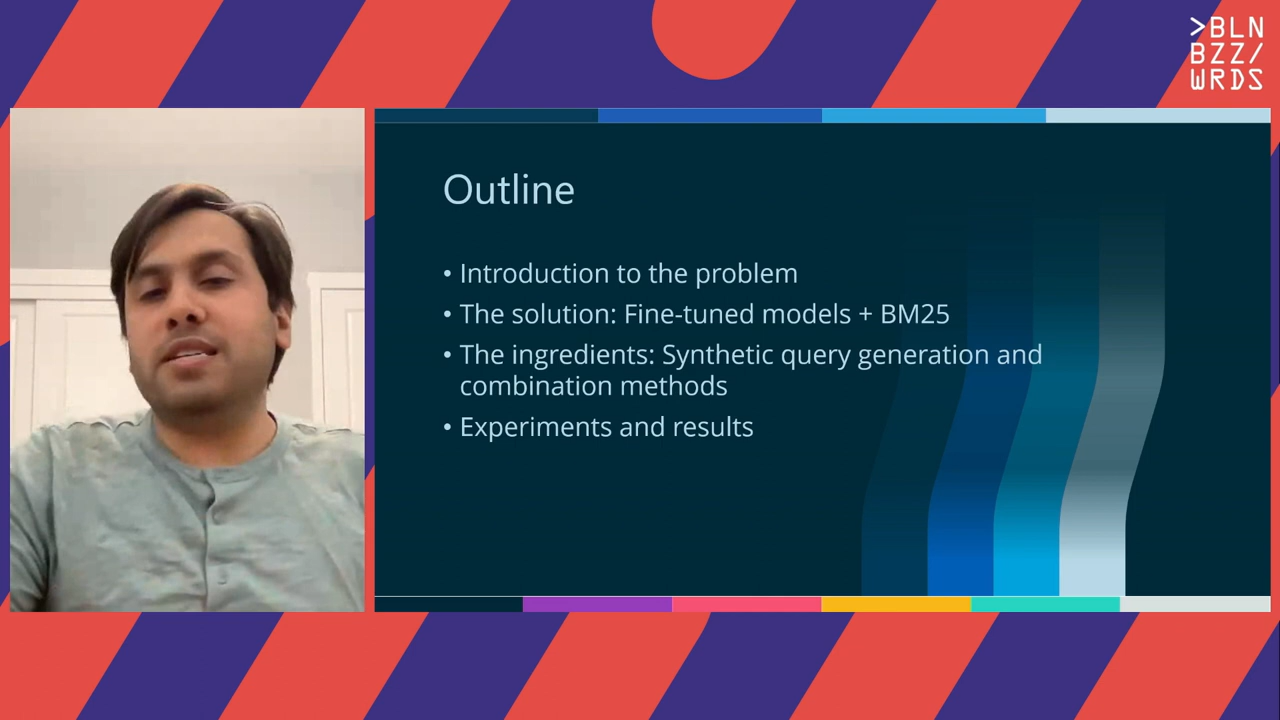 >BLN
BZZ/
WRDS
Outline
• Introduction to the problem
• The solution: Fine-tuned models + BM25
• The ingredients: Synthetic query generation and
combination methods
• Experiments and results